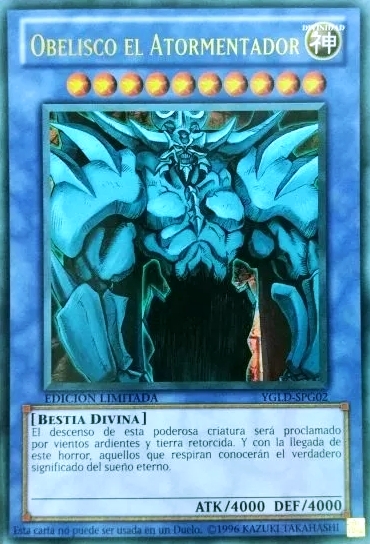 DIVINIDAD
OBELISCO EL ATORMENTADOR 神
EDICION LIMITADA YGLD-SPG02
[BESTIA DIVINA]
El descenso de esta poderosa criatura será proclamado
por vientos ardientes y tierra retorcida. Y con la llegada de
este horror, aquellos que respiran conocerán el verdadero
significado del sueño eterno.
ATK/4000 DEF/4000
Esta carta no puede ser usada en un Duelo. ©1996 KAZUKI TAKAHASHI